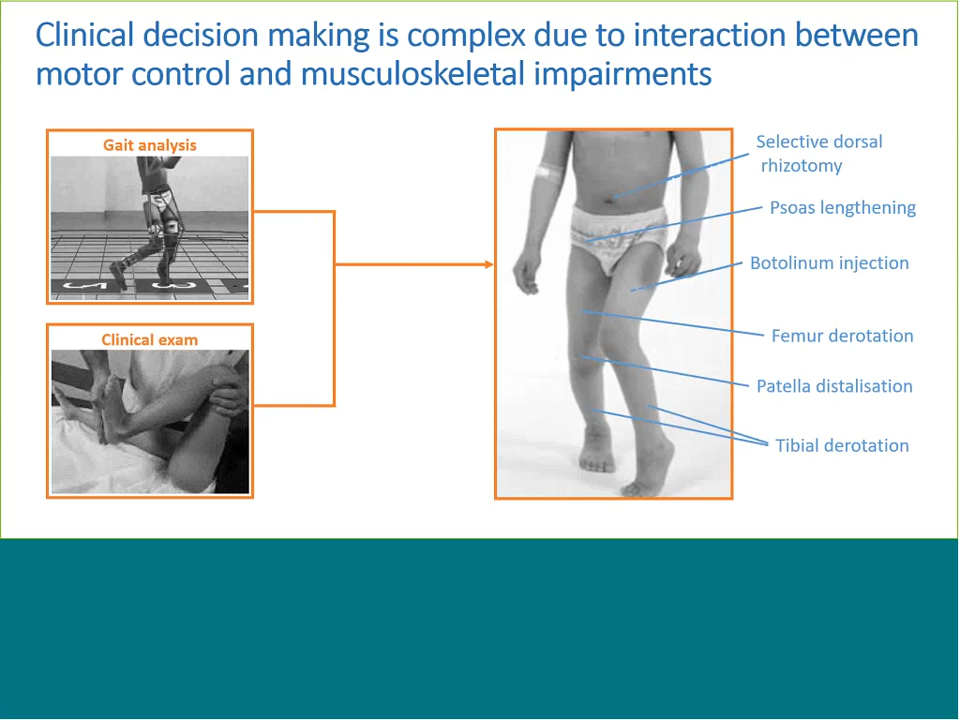 Clinical decision making is complex due to interaction between
motor control and musculoskeletal impairments
Gait analysis
Clinical exam
Selective dorsal
rhizotomy
Psoas lengthening
Botolinum injection
Femur derotation
Patella distalisation
Tibial derotation